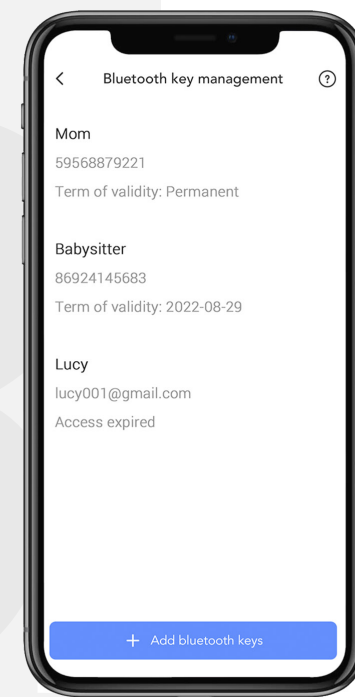 Bluetooth key management
Mom
59568879221
Term of validity: Permanent
Babysitter
86924145683
Term of validity: 2022-08-29
Lucy
lucy001@gmail.com
Access expired
+ Add bluetooth keys